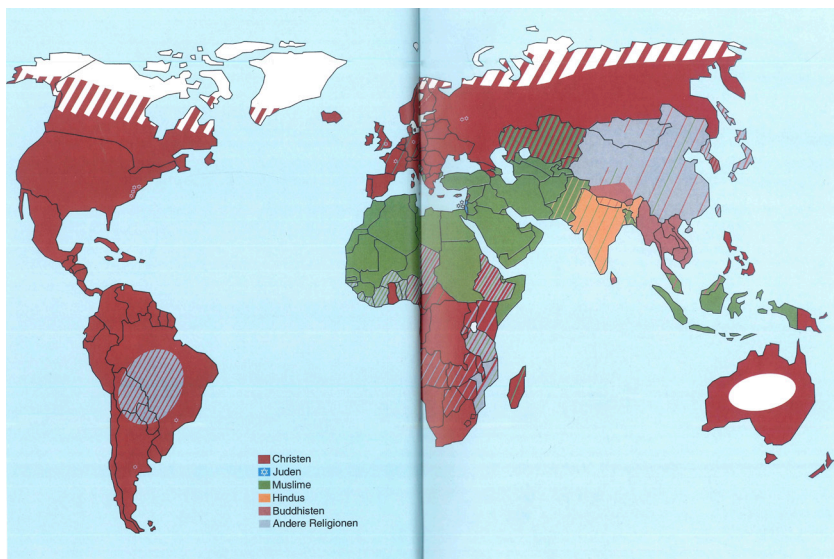 Christen
Juden
Muslime
Hindus
Buddhisten
Andere Religionen